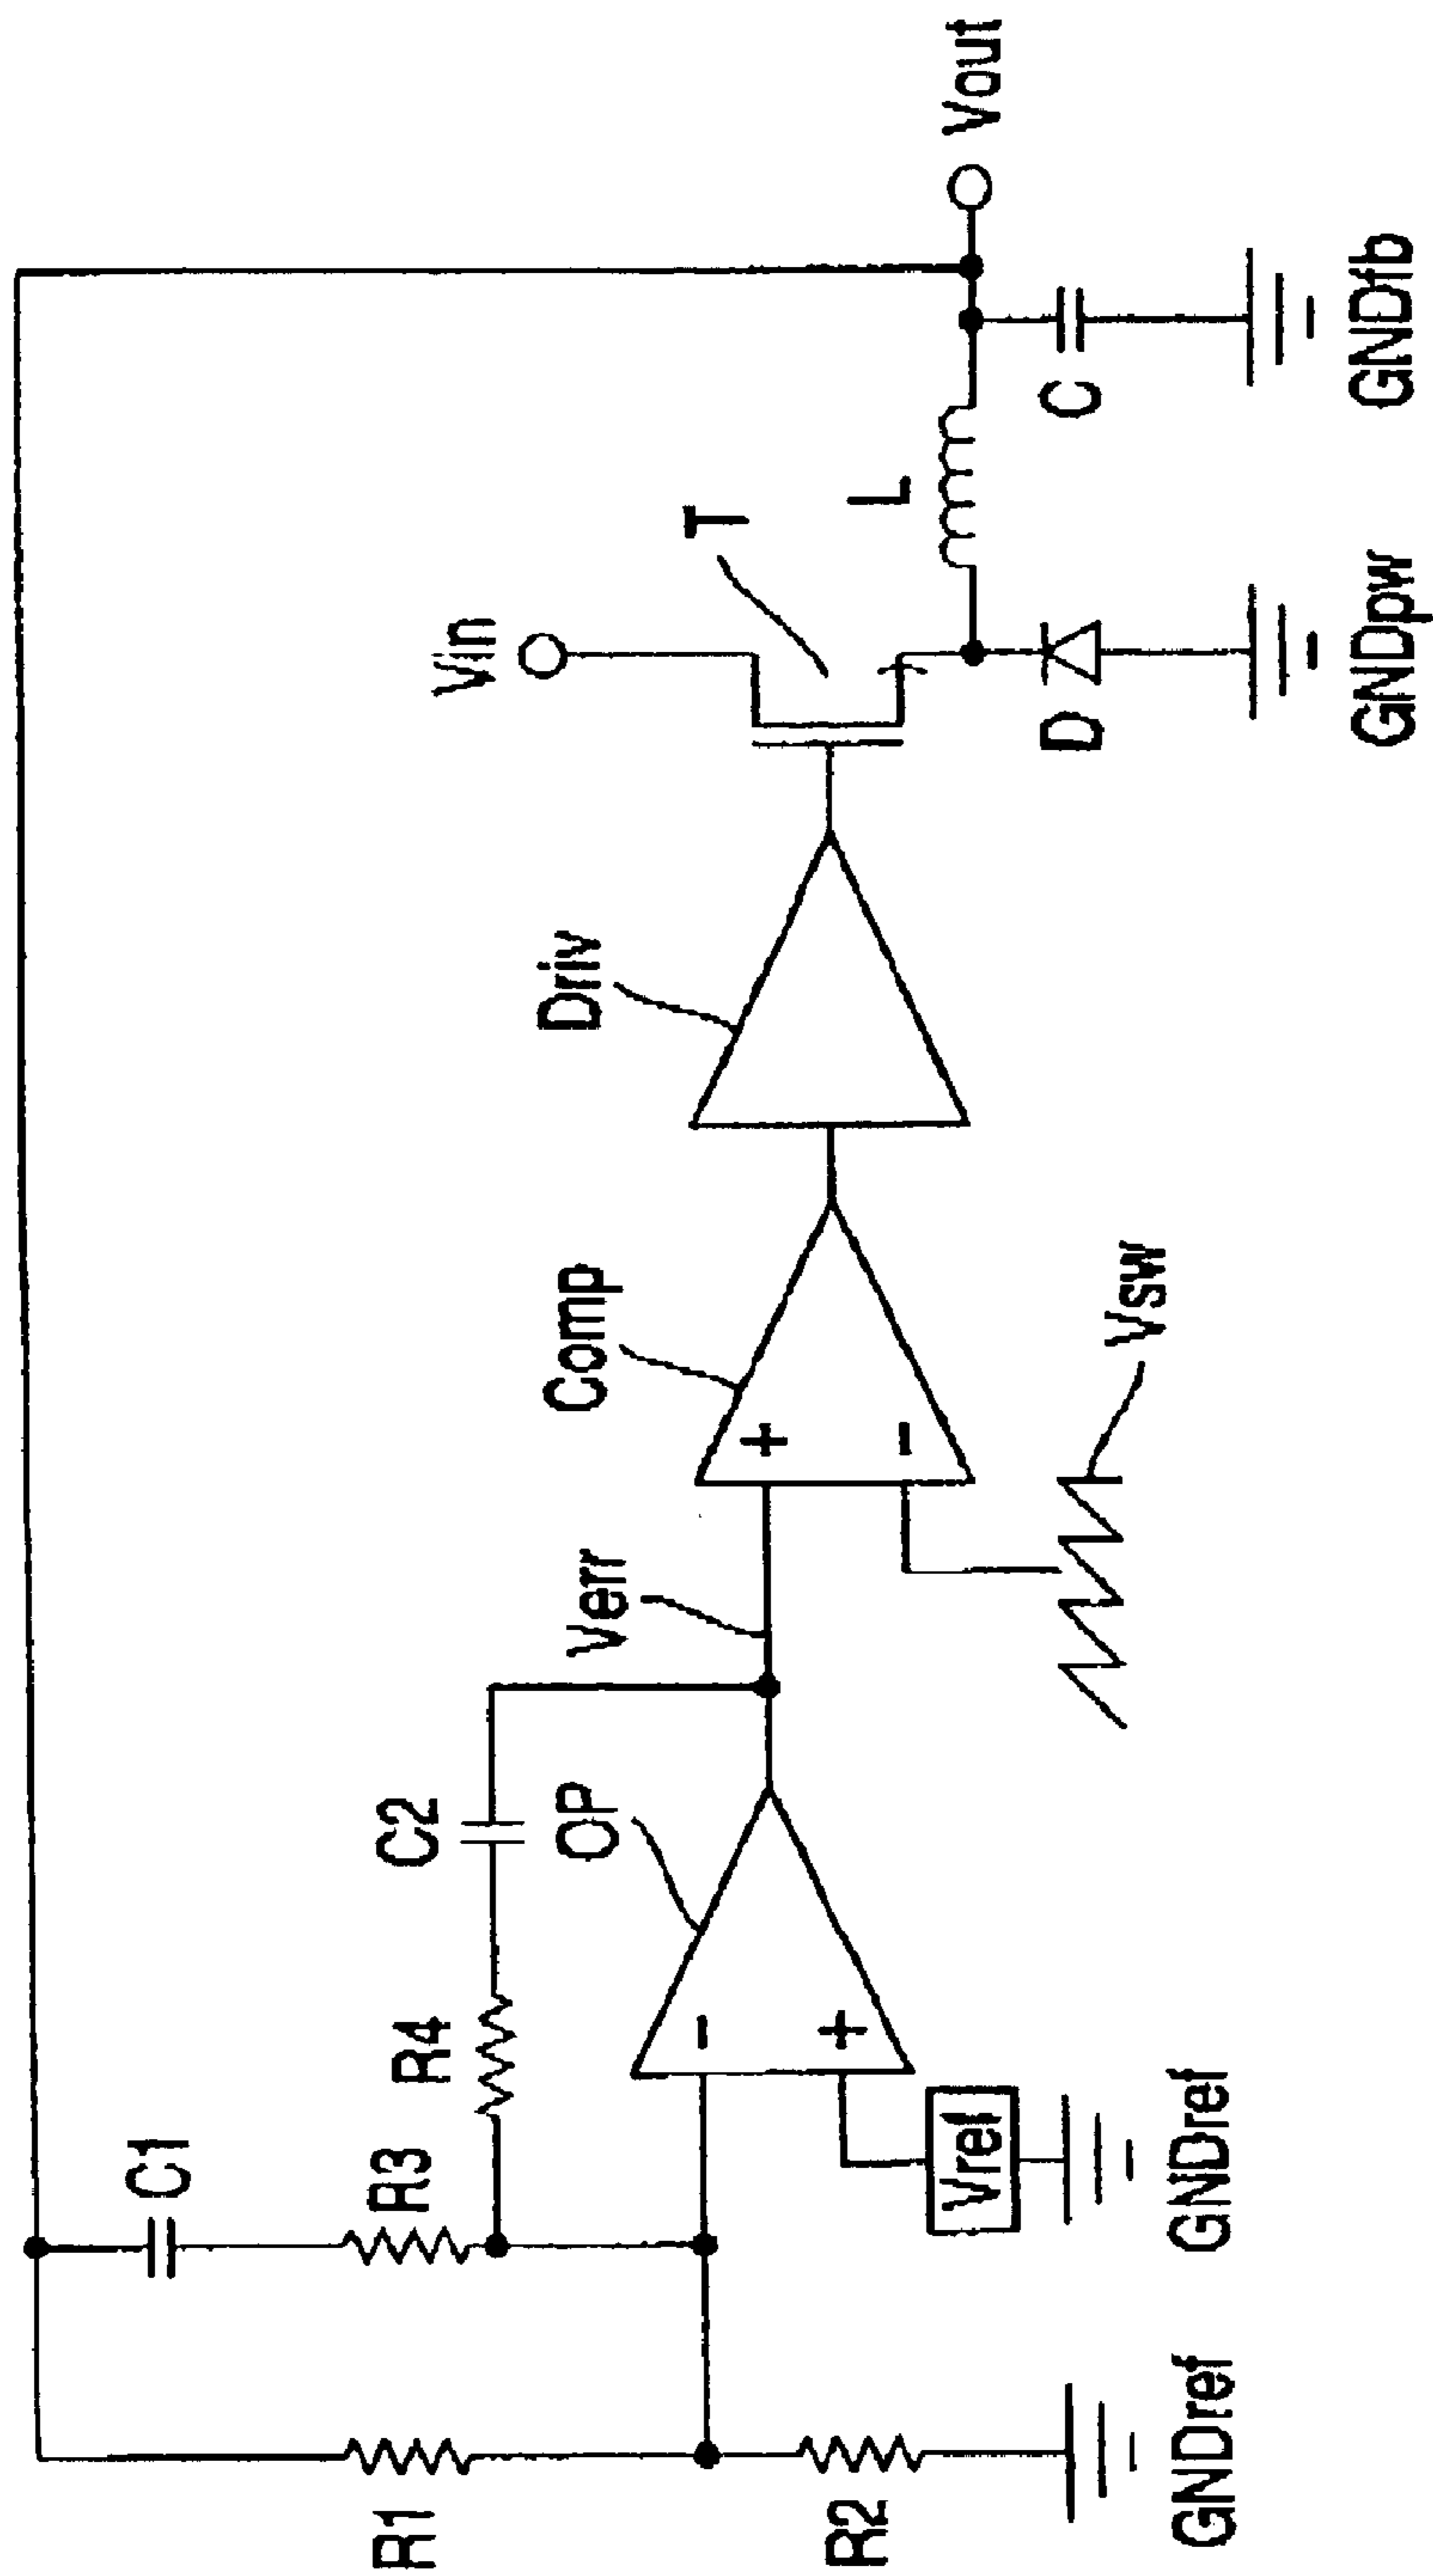 Vin
Vout
T
L
C
D
GNDpw
GNDfb
Driv
Comp
+
-
Vsw
Verr
C2
OP
R4
C1
R3
-
+
Vref
GNDref
R1
R2
GNDref